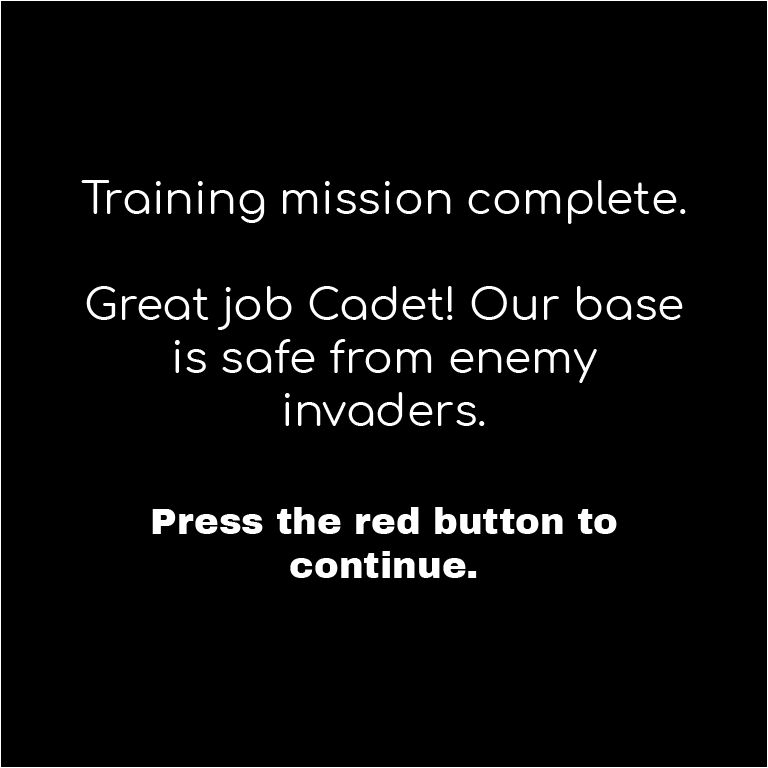 Training mission complete.
Great job Cadet! Our base
is safe from enemy
invaders.
Press the red button to
continue.